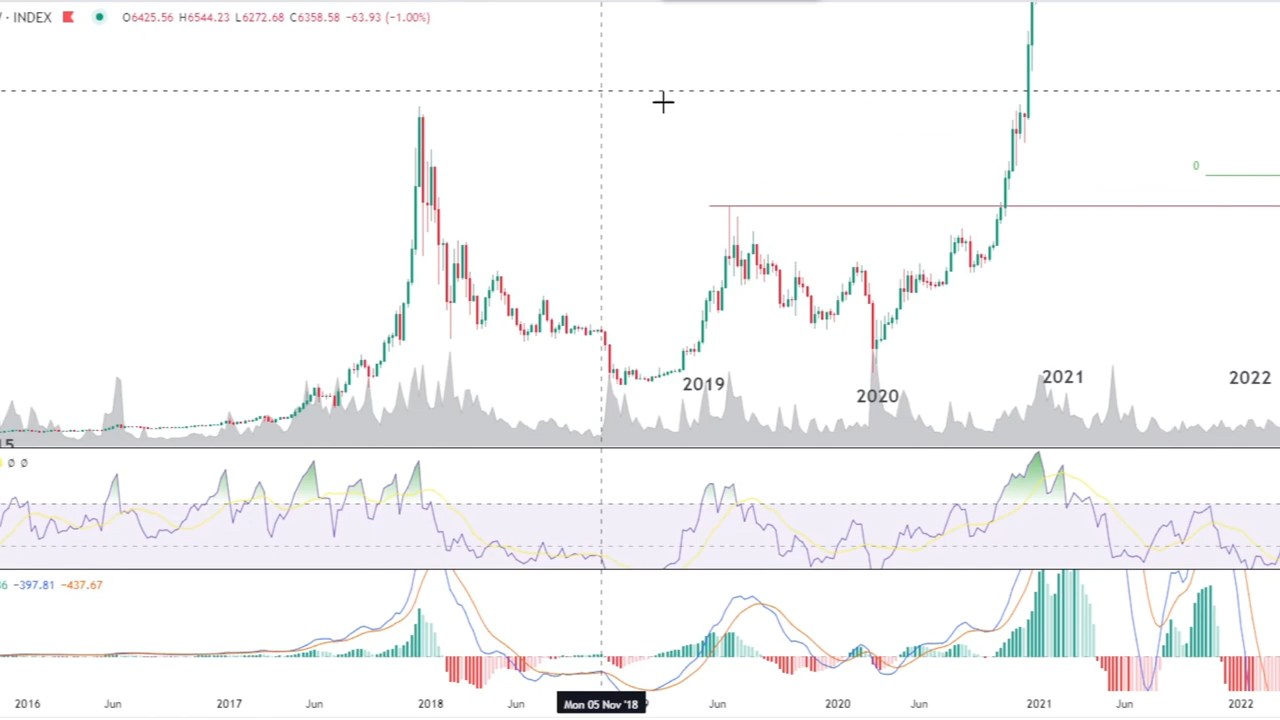 · INDEX O6425.56 H6544.23 L6272.68 C6358.58 −63.93 (−1.00%)
0
2019
2020
2021
2022
15
Ø Ø
−397.81 −437.67
2016 Jun 2017 Jun 2018 Jun Mon 05 Nov '18 Jun 2020 Jun 2021 Jun 2022